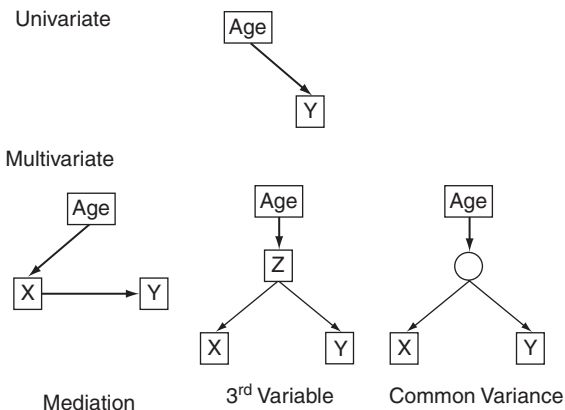 Univariate
Age
Y
Multivariate
Age
Age
Age
X
Y
Z
X
Y
X
Y
Mediation
3rd Variable
Common Variance